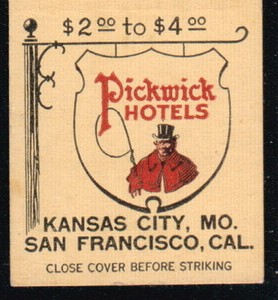 $2.00 to $4.00
Pickwick
HOTELS
KANSAS CITY, MO.
SAN FRANCISCO, CAL.
CLOSE COVER BEFORE STRIKING